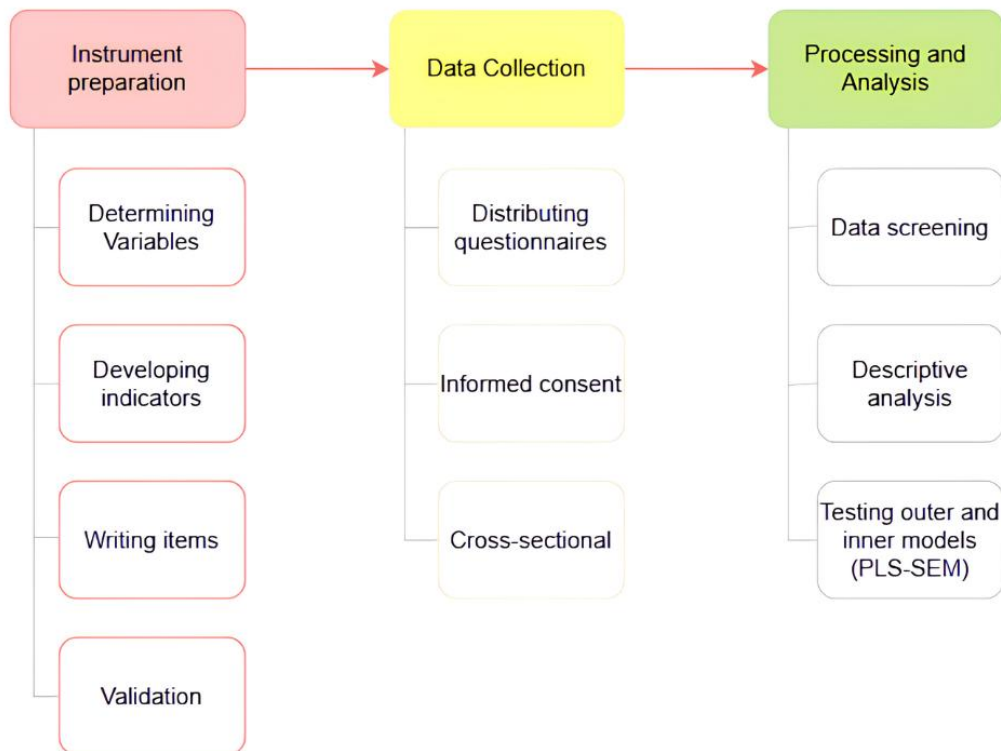 Instrument
preparation
Data Collection
Processing and
Analysis
Determining
Variables
Developing
indicators
Writing items
Validation
Distributing
questionnaires
Informed consent
Cross-sectional
Data screening
Descriptive
analysis
Testing outer and
inner models
(PLS-SEM)